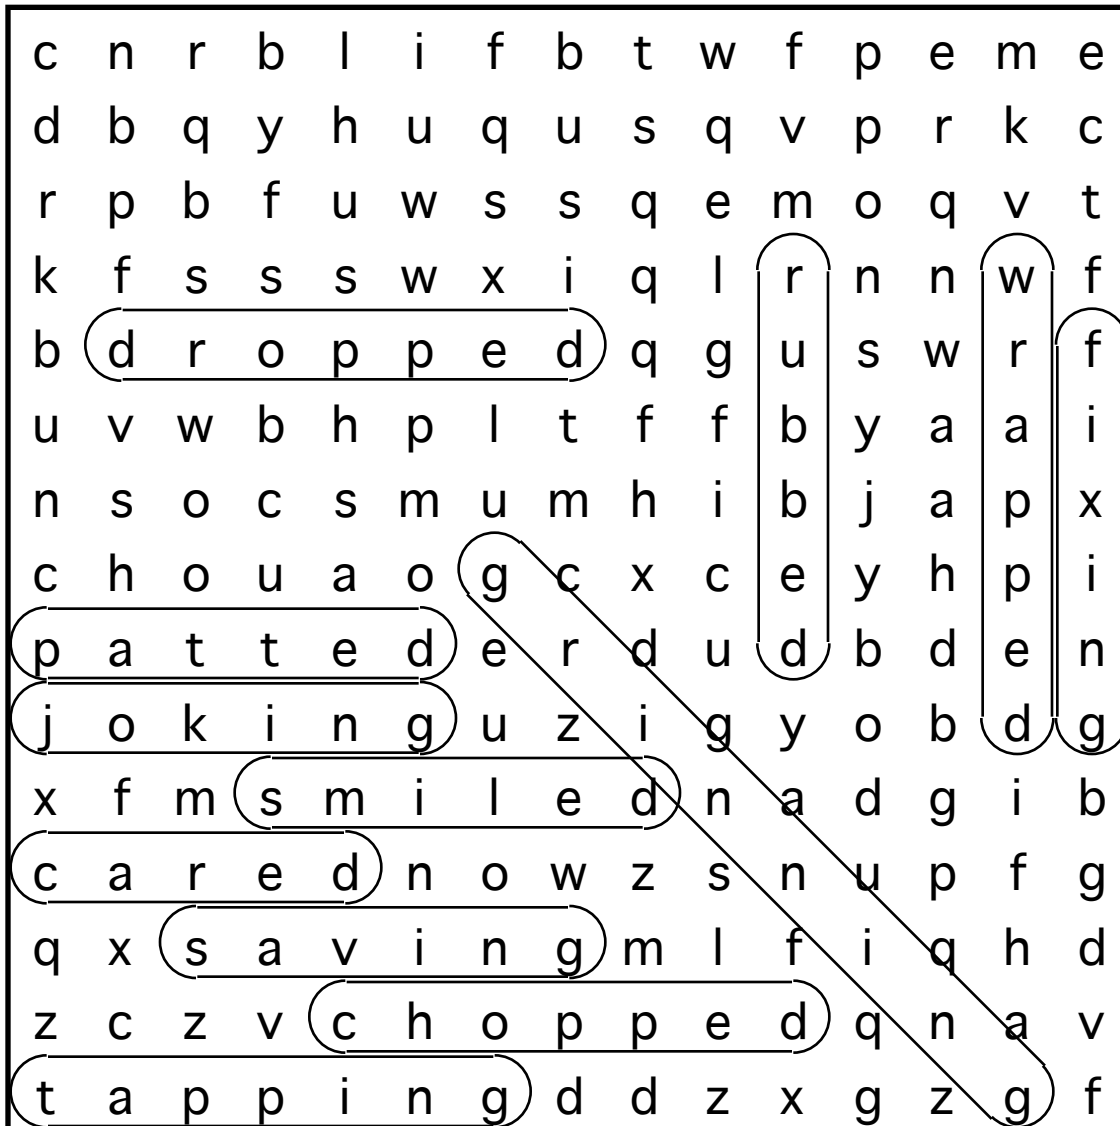 c n r b l i f b t w f p e m e
d b q y h u q u s q v p r k c
r p b f u w s s q e m o q v t
k f s s s w x i q l r n n w f
b d r o p p e d q g u s w r f
u v w b h p l t f f b y a a i
n s o c s m u m h i b j a p x
c h o u a o g c x c e y h p i
p a t t e d e r d u d b d e n
j o k i n g u z i g y o b d g
x f m s m i l e d n a d g i b
c a r e d n o w z s n u p f g
q x s a v i n g m l f i q h d
z c z v c h o p p e d q n a v
t a p p i n g d d z x g z g f